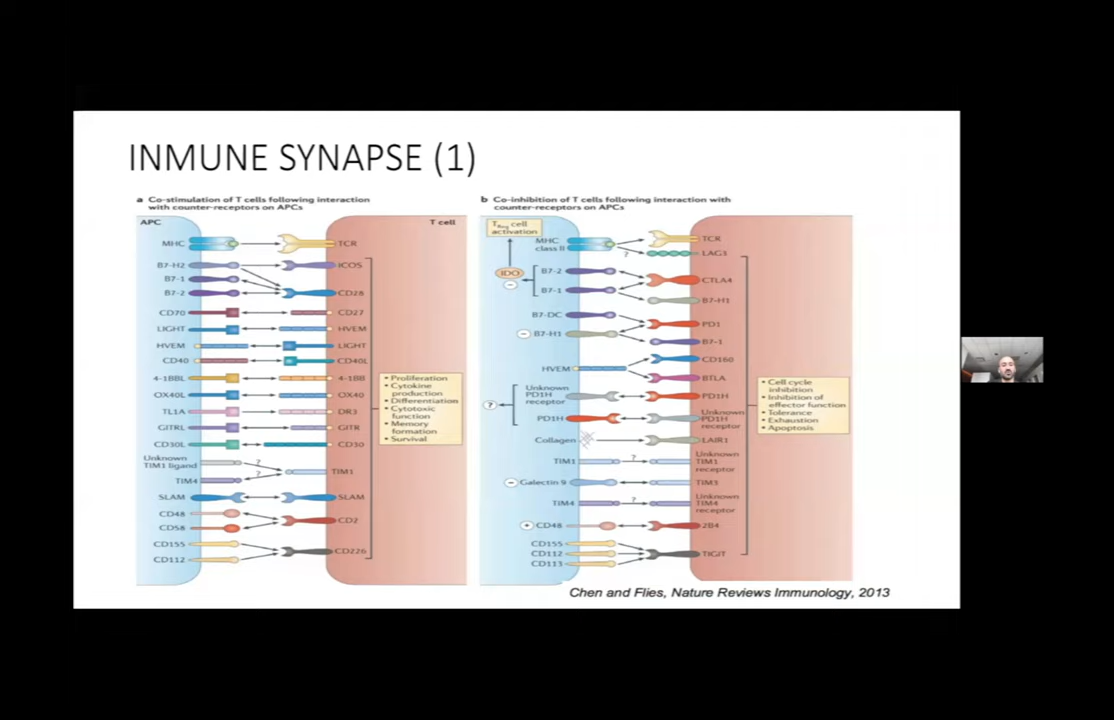 INMUNE SYNAPSE (1)
a Co-stimulation of T cells following interaction
with counter-receptors on APCs
APC
T cell
MHC
TCR
B7-H2
ICOS
B7-1
B7-2
CD28
CD70
CD27
LIGHT
HVEM
HVEM
LIGHT
CD40
CD40L
4-1BBL
4-1BB
OX40L
OX40
TL1A
DR3
GITRL
GITR
CD30L
CD30
Unknown
TIM1 ligand
?
TIM1
?
TIM4
SLAM
SLAM
CD48
CD2
CD58
CD155
CD226
CD112
• Proliferation
• Cytokine
production
• Differentiation
• Cytotoxic
function
• Memory
formation
• Survival
b Co-inhibition of T cells following interaction with
counter-receptors on APCs
TReg cell
activation
MHC
class II
TCR
?
LAG3
IDO
−
B7-2
CTLA4
B7-1
B7-H1
B7-DC
PD1
− B7-H1
B7-1
HVEM
CD160
BTLA
Unknown
PD1H
receptor
PD1H
?
PD1H
Unknown
PD1H
receptor
Collagen
LAIR1
TIM1
?
Unknown
TIM1
receptor
− Galectin 9
TIM3
TIM4
?
Unknown
TIM4
receptor
+ CD48
2B4
CD155
CD112
TIGIT
CD113
• Cell cycle
inhibition
• Inhibition of
effector function
• Tolerance
• Exhaustion
• Apoptosis
Chen and Flies, Nature Reviews Immunology, 2013